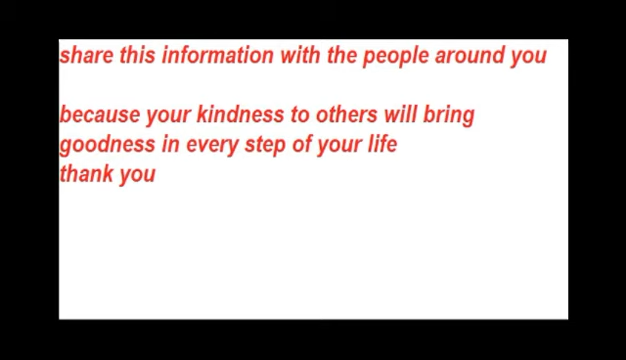 share this information with the people around you
because your kindness to others will bring
goodness in every step of your life
thank you